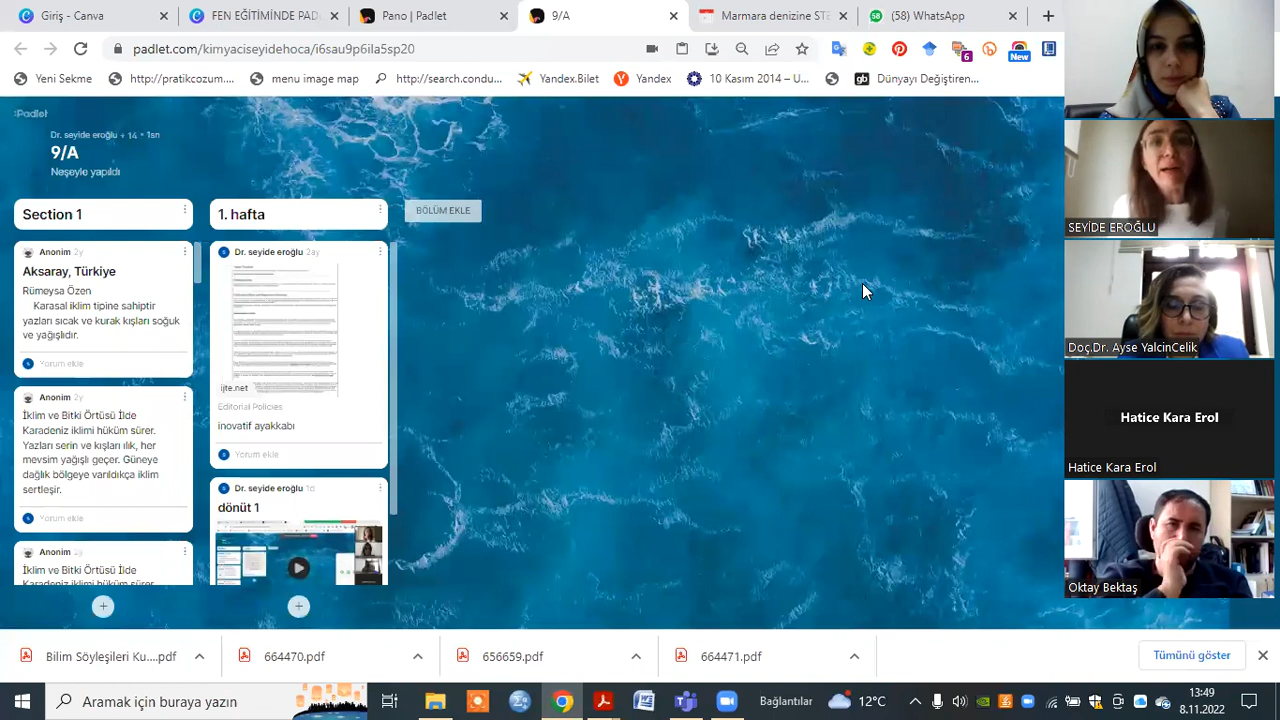 Giriş - Canva
FEN EĞİTİMİNDE PAD
Pano | Padlet
9/A
Marmara denizine STE
(58) WhatsApp
padlet.com/kimyaciseyidehoca/i6sau9p6ila5sp20
6
New
Yeni Sekme
http://pratikcozum....
menu image map
http://search.condu...
Yandex.Bilet
Yandex
10 Kasım 2014 – U...
Dünyayı Değiştiren...
:Padlet
Dr. seyide eroğlu + 14 • 1sn
9/A
Neşeyle yapıldı
Section 1
Anonim 2y
Aksaray, Türkiye
Rümeysa Özen
Karasal iklim tipine sahiptir
yazları sıcak ve kurak kışları soğuk
ve yağışlıdır.
Yorum ekle
Anonim 2y
İklim ve Bitki Örtüsü İlde
Karadeniz iklimi hüküm sürer.
Yazları serin ve kışları ılık, her
mevsim yağışlı geçer. Güneye
dağlık bölgeye varıldıkça iklim
sertleşir.
Yorum ekle
Anonim 2y
İklim ve Bitki Örtüsü İlde
Karadeniz iklimi hüküm sürer.
1. hafta
Dr. seyide eroğlu 2ay
ijte.net
Editorial Policies
inovatif ayakkabı
Yorum ekle
Dr. seyide eroğlu 1d
dönüt 1
BÖLÜM EKLE
SEYİDE EROĞLU
Doç.Dr. Ayse YalcinCelik
Hatice Kara Erol
Hatice Kara Erol
Oktay Bektaş
Bilim Söyleşileri Ku....pdf
664470.pdf
656659.pdf
664471.pdf
Tümünü göster
Aramak için buraya yazın
antılar
12°C
13:49
8.11.2022